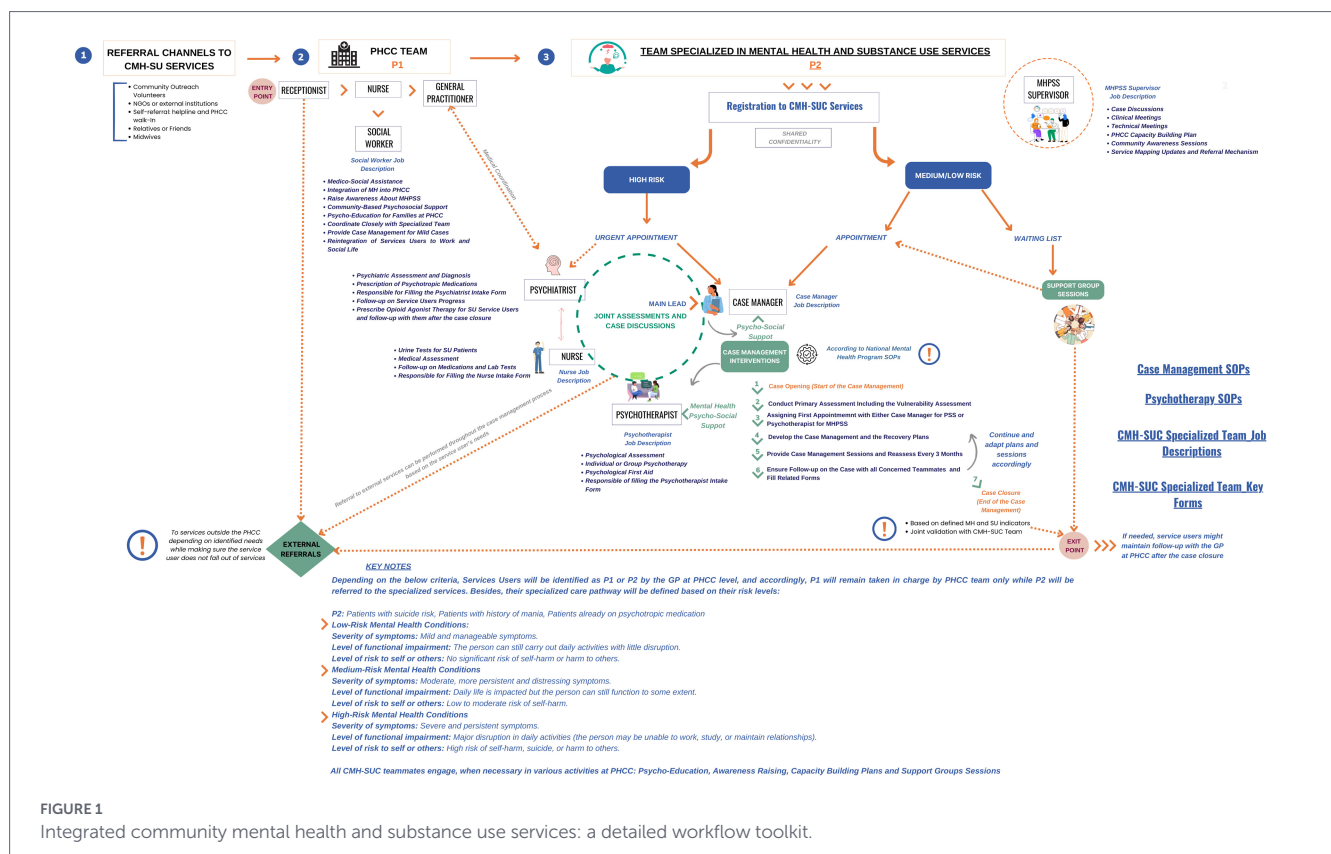 1
REFERRAL CHANNELS TO
CMH-SU SERVICES
• Community Outreach
Volunteers
• NGOs or external institutions
• Self-referral: helpline and PHCC
walk-in
• Relatives or Friends
• Midwives
2
PHCC TEAM
P1
ENTRY
POINT
RECEPTIONIST
NURSE
GENERAL
PRACTITIONER
SOCIAL
WORKER
Social Worker Job
Description
• Medico-Social Assistance
• Integration of MH into PHCC
• Raise Awareness About MHPSS
• Community-Based Psychosocial Support
• Psycho-Education for Families at PHCC
• Coordinate Closely with Specialized Team
• Provide Case Management for Mild Cases
• Reintegration of Services Users to Work and
Social Life
Medical Coordination
3
TEAM SPECIALIZED IN MENTAL HEALTH AND SUBSTANCE USE SERVICES
P2
Registration to CMH-SUC Services
SHARED
CONFIDENTIALITY
MHPSS
SUPERVISOR
MHPSS Supervisor
Job Description
• Case Discussions
• Clinical Meetings
• Technical Meetings
• PHCC Capacity Building Plan
• Community Awareness Sessions
• Service Mapping Updates and Referral Mechanism
HIGH RISK
MEDIUM/LOW RISK
URGENT APPOINTMENT
APPOINTMENT
WAITING LIST
SUPPORT GROUP
SESSIONS
• Psychiatric Assessment and Diagnosis
• Prescription of Psychotropic Medications
• Responsible for Filling the Psychiatrist Intake Form
• Follow-up on Service Users Progress
• Prescribe Opioid Agonist Therapy for SU Service Users
and follow-up with them after the case closure
PSYCHIATRIST
MAIN LEAD
JOINT ASSESSMENTS AND
CASE DISCUSSIONS
CASE MANAGER
Case Manager
Job Description
Psycho-Social
Suppot
CASE MANAGEMENT
INTERVENTIONS
According to National Mental
Health Program SOPs
!
• Urine Tests for SU Patients
• Medical Assessment
• Follow-up on Medications and Lab Tests
• Responsible for Filling the Nurse Intake Form
NURSE
Nurse Job
Description
PSYCHOTHERAPIST
Mental Health
Psycho-Social
Suppot
Psychotherapist
Job Description
• Psychological Assessment
• Individual or Group Psychotherapy
• Psychological First Aid
• Responsible of filling the Psychotherapist Intake
Form
1 Case Opening (Start of the Case Management)
2 Conduct Primary Assessment Including the Vulnerability Assessment
3 Assigning First Appointmemnt with Either Case Manager for PSS or
Psychotherapist for MHPSS
4 Develop the Case Management and the Recovery Plans
5 Provide Case Management Sessions and Reassess Every 3 Months
6 Ensure Follow-up on the Case with all Concerned Teammates and
Fill Related Forms
Continue and
adapt plans and
sessions
accordingly
7
Case Closure
(End of the Case
Management)
Case Management SOPs
Psychotherapy SOPs
CMH-SUC Specialized Team_Job
Descriptions
CMH-SUC Specialized Team_Key
Forms
Referral to external services can be performed throughout the case management process
based on the service user's needs
!
To services outside the PHCC
depending on identified needs
while making sure the service
user does not fall out of services
EXTERNAL
REFERRALS
!
• Based on defined MH and SU indicators
• Joint validation with CMH-SUC Team
EXIT
POINT
If needed, service users might
maintain follow-up with the GP
at PHCC after the case closure
KEY NOTES
Depending on the below criteria, Services Users will be identified as P1 or P2 by the GP at PHCC level, and accordingly, P1 will remain taken in charge by PHCC team only while P2 will be
referred to the specialized services. Besides, their specialized care pathway will be defined based on their risk levels:
P2: Patients with suicide risk, Patients with history of mania, Patients already on psychotropic medication
Low-Risk Mental Health Conditions:
Severity of symptoms: Mild and manageable symptoms.
Level of functional impairment: The person can still carry out daily activities with little disruption.
Level of risk to self or others: No significant risk of self-harm or harm to others.
Medium-Risk Mental Health Conditions
Severity of symptoms: Moderate, more persistent and distressing symptoms.
Level of functional impairment: Daily life is impacted but the person can still function to some extent.
Level of risk to self or others: Low to moderate risk of self-harm.
High-Risk Mental Health Conditions
Severity of symptoms: Severe and persistent symptoms.
Level of functional impairment: Major disruption in daily activities (the person may be unable to work, study, or maintain relationships).
Level of risk to self or others: High risk of self-harm, suicide, or harm to others.
All CMH-SUC teammates engage, when necessary in various activities at PHCC: Psycho-Education, Awareness Raising, Capacity Building Plans and Support Groups Sessions
FIGURE 1
Integrated community mental health and substance use services: a detailed workflow toolkit.